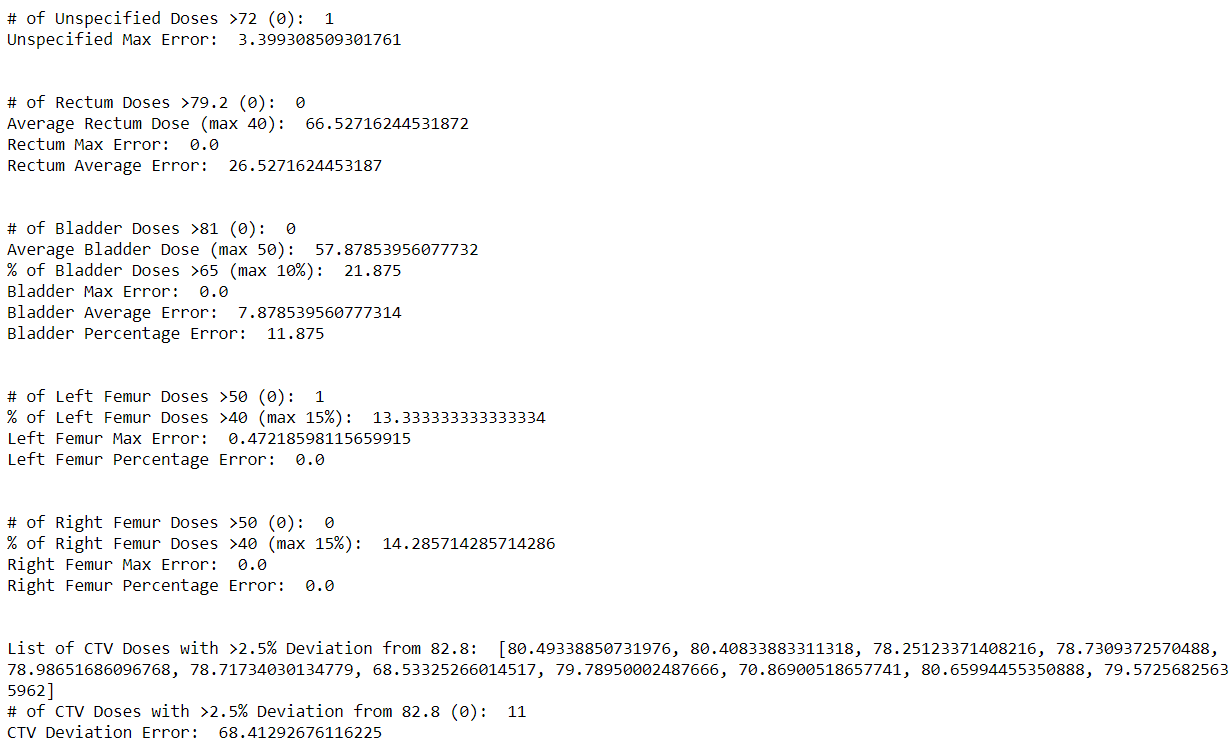 # of Unspecified Doses >72 (0):  1
Unspecified Max Error:  3.399308509301761
# of Rectum Doses >79.2 (0):  0
Average Rectum Dose (max 40):  66.52716244531872
Rectum Max Error:  0.0
Rectum Average Error:  26.5271624453187
# of Bladder Doses >81 (0):  0
Average Bladder Dose (max 50):  57.87853956077732
% of Bladder Doses >65 (max 10%):  21.875
Bladder Max Error:  0.0
Bladder Average Error:  7.878539560777314
Bladder Percentage Error:  11.875
# of Left Femur Doses >50 (0):  1
% of Left Femur Doses >40 (max 15%):  13.333333333333334
Left Femur Max Error:  0.47218598115659915
Left Femur Percentage Error:  0.0
# of Right Femur Doses >50 (0):  0
% of Right Femur Doses >40 (max 15%):  14.285714285714286
Right Femur Max Error:  0.0
Right Femur Percentage Error:  0.0
List of CTV Doses with >2.5% Deviation from 82.8:  [80.49338850731976, 80.40833883311318, 78.25123371408216, 78.7309372570488,
78.98651686096768, 78.71734030134779, 68.53325266014517, 79.78950002487666, 70.86900518657741, 80.65994455350888, 79.5725682563
5962]
# of CTV Doses with >2.5% Deviation from 82.8 (0):  11
CTV Deviation Error:  68.41292676116225